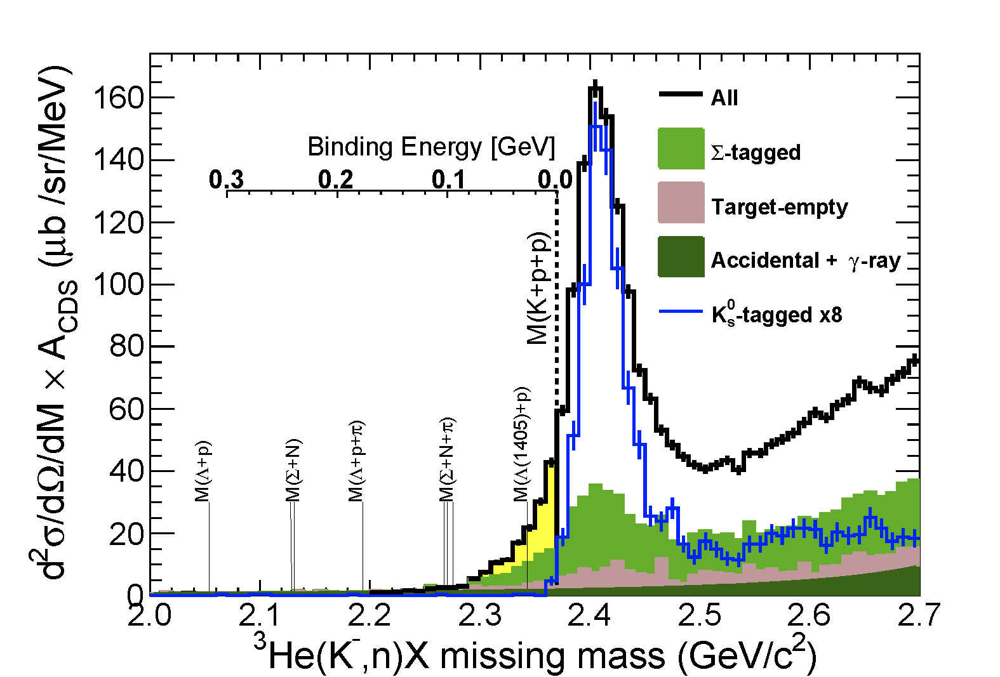 d²σ/dΩ/dM × A_CDS (μb /sr/MeV)
160
140
120
100
80
60
40
20
0
All
Σ-tagged
Target-empty
Accidental + γ-ray
K⁰ₛ-tagged x8
Binding Energy [GeV]
0.3 0.2 0.1 0.0
M(K+p+p)
M(Λ+p)
M(Σ+N)
M(Λ+p+π)
M(Σ+N+π)
M(Λ(1405)+p)
2.0 2.1 2.2 2.3 2.4 2.5 2.6 2.7
³He(K⁻,n)X missing mass (GeV/c²)